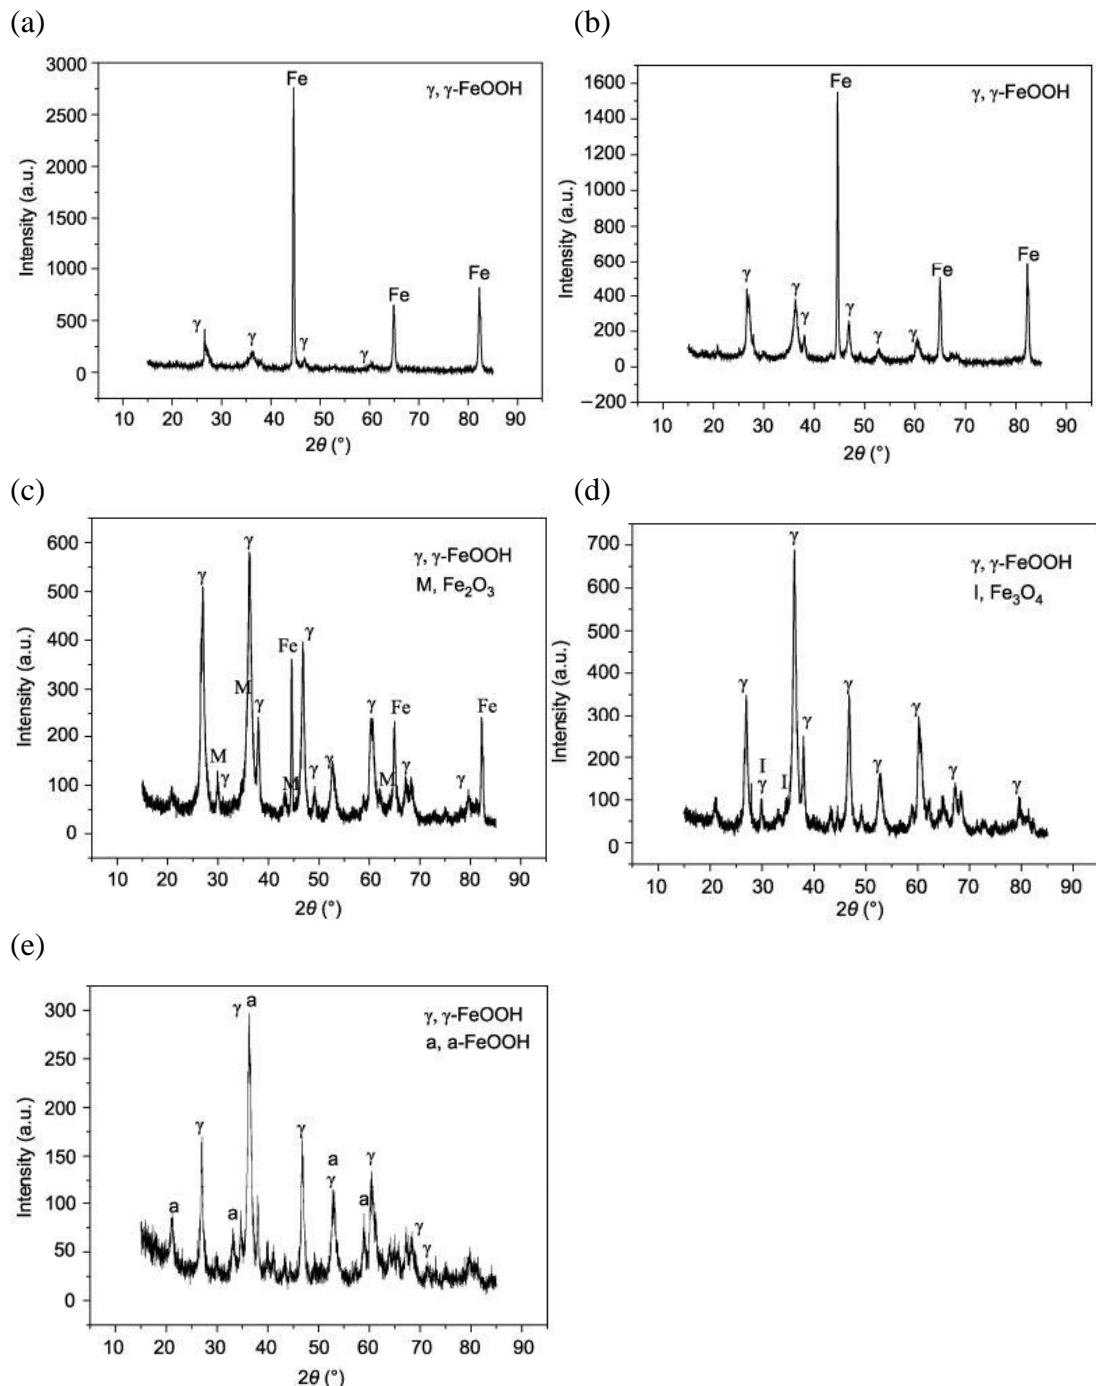 (a)
3000
2500
2000
1500
1000
500
0
10 20 30 40 50 60 70 80 90
2θ (°)
Intensity (a.u.)
γ, γ-FeOOH
γ
γ
Fe
γ
γ
Fe
Fe
(b)
1600
1400
1200
1000
800
600
400
200
0
−200
10 20 30 40 50 60 70 80 90
2θ (°)
Intensity (a.u.)
γ, γ-FeOOH
γ
γ
γ
Fe
γ
γ
γ
Fe
Fe
(c)
600
500
400
300
200
100
0
10 20 30 40 50 60 70 80 90
2θ (°)
Intensity (a.u.)
γ, γ-FeOOH
M, Fe₂O₃
γ
M
γ
M
γ
γ
Fe
M
γ
γ
γ
γ
M
Fe
γ
γ
Fe
(d)
700
600
500
400
300
200
100
0
10 20 30 40 50 60 70 80 90
2θ (°)
Intensity (a.u.)
γ, γ-FeOOH
I, Fe₃O₄
γ
I
γ
I
γ
γ
γ
γ
γ
γ
γ
(e)
300
250
200
150
100
50
0
10 20 30 40 50 60 70 80 90
2θ (°)
Intensity (a.u.)
γ, γ-FeOOH
a, a-FeOOH
a
γ
a
γ a
γ
a
γ
a
γ
γ
γ